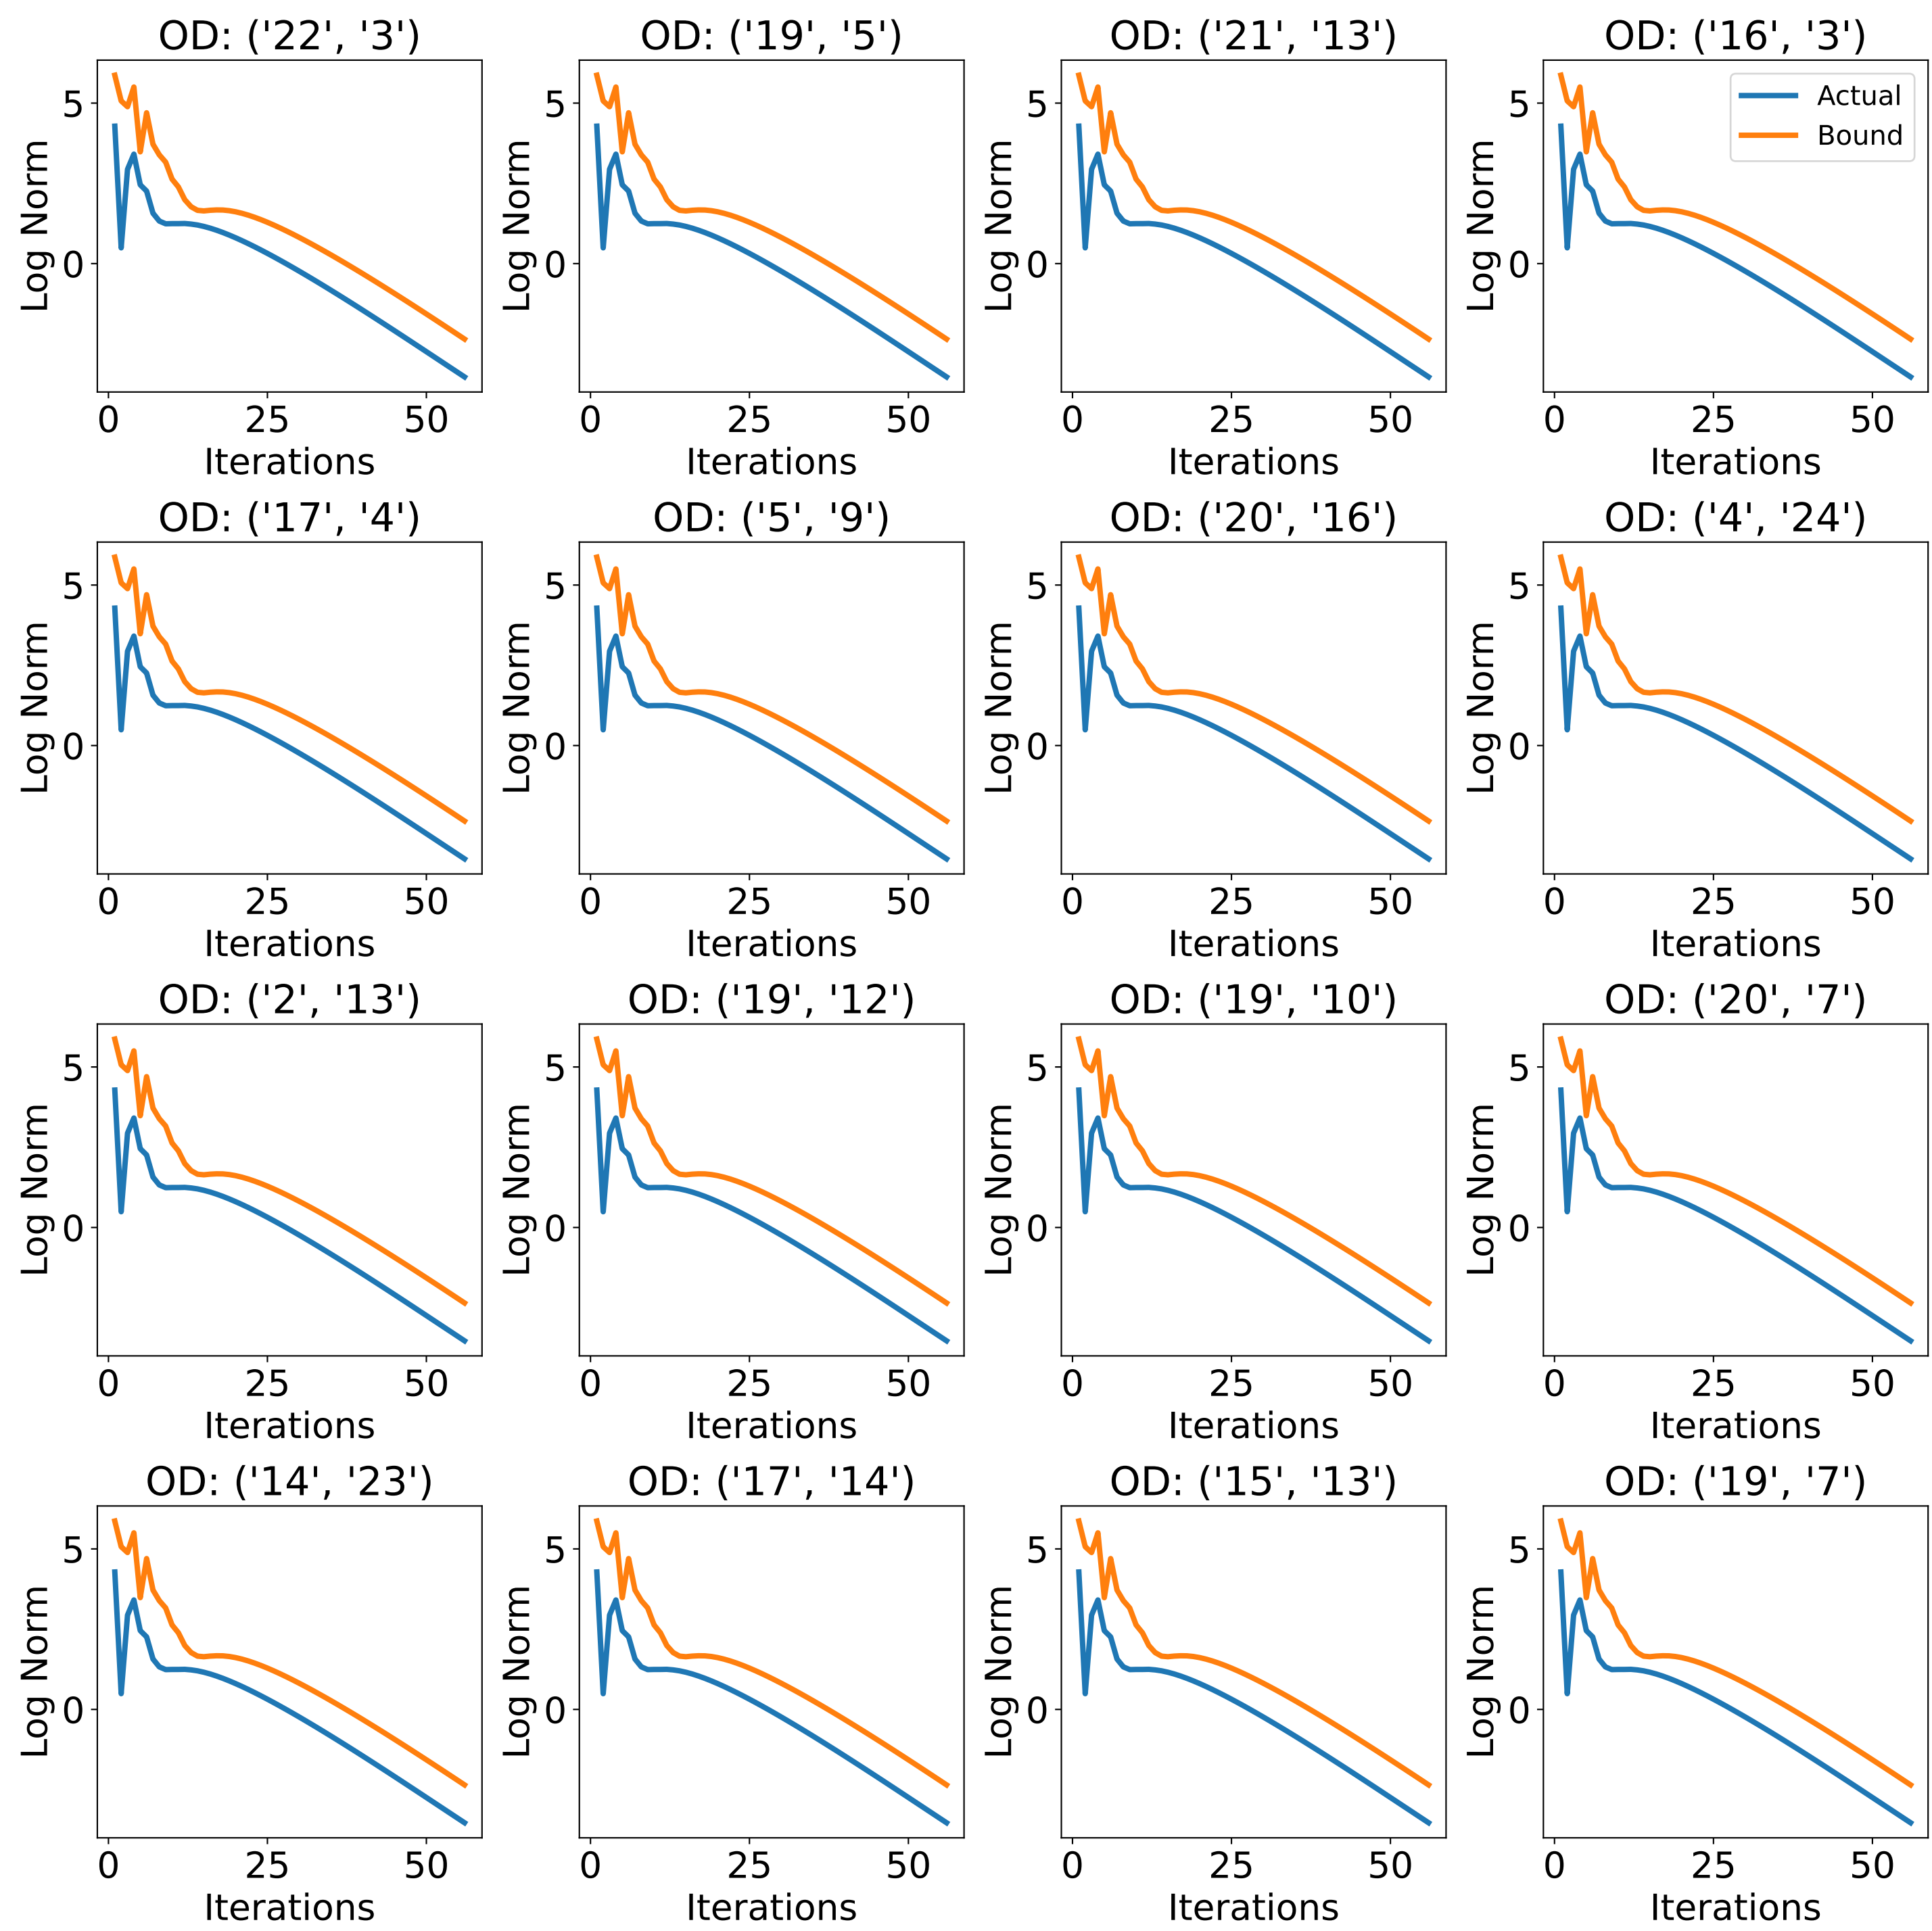 OD: ('22', '3')
OD: ('19', '5')
OD: ('21', '13')
OD: ('16', '3')
Log Norm
5
0
0 25 50
Iterations
Log Norm
5
0
0 25 50
Iterations
Log Norm
5
0
0 25 50
Iterations
Log Norm
5
0
Actual
Bound
0 25 50
Iterations
OD: ('17', '4')
OD: ('5', '9')
OD: ('20', '16')
OD: ('4', '24')
Log Norm
5
0
0 25 50
Iterations
Log Norm
5
0
0 25 50
Iterations
Log Norm
5
0
0 25 50
Iterations
Log Norm
5
0
0 25 50
Iterations
OD: ('2', '13')
OD: ('19', '12')
OD: ('19', '10')
OD: ('20', '7')
Log Norm
5
0
0 25 50
Iterations
Log Norm
5
0
0 25 50
Iterations
Log Norm
5
0
0 25 50
Iterations
Log Norm
5
0
0 25 50
Iterations
OD: ('14', '23')
OD: ('17', '14')
OD: ('15', '13')
OD: ('19', '7')
Log Norm
5
0
0 25 50
Iterations
Log Norm
5
0
0 25 50
Iterations
Log Norm
5
0
0 25 50
Iterations
Log Norm
5
0
0 25 50
Iterations